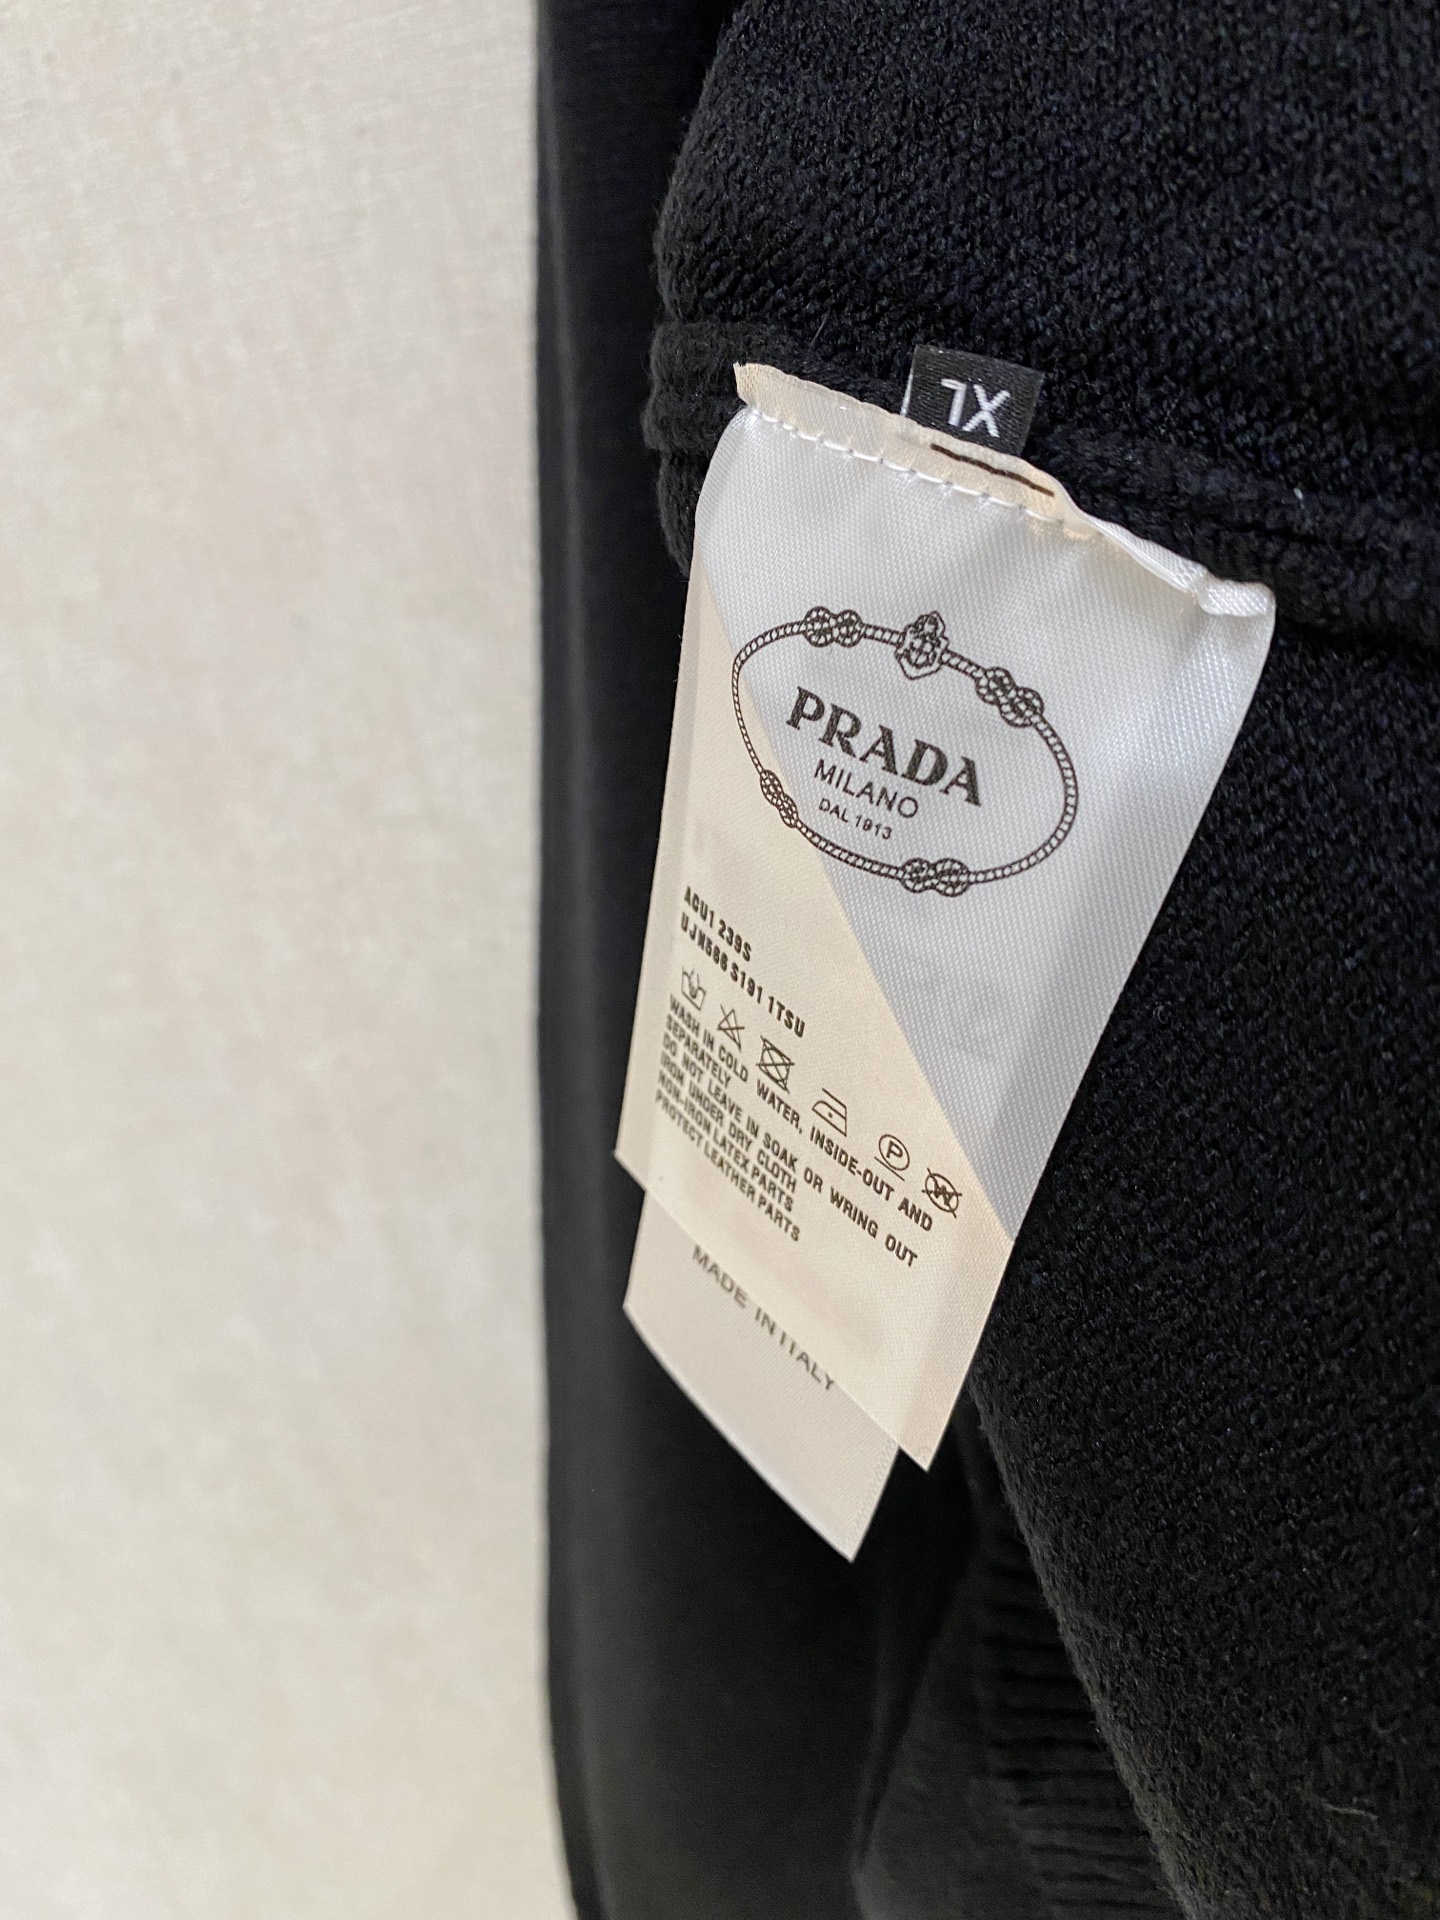 XL
PRADA
MILANO
DAL 1913
ACU1 239S
UJN566 S191 1TSU
P
W
WASH IN COLD WATER, INSIDE-OUT AND
SEPARATELY
DO NOT LEAVE IN SOAK OR WRING OUT
IRON UNDER DRY CLOTH
NON-IRON LATEX PARTS
PROTECT LEATHER PARTS
MADE IN ITALY